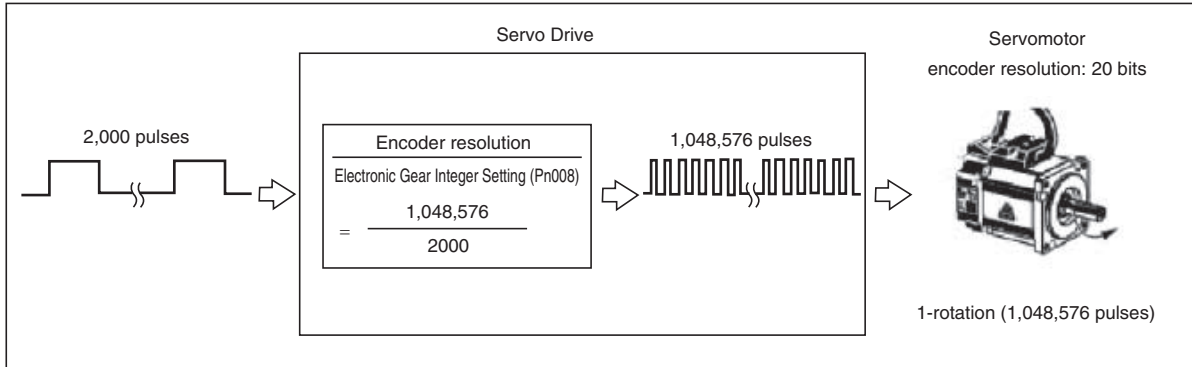 Servo Drive
Servomotor
encoder resolution: 20 bits
2,000 pulses
Encoder resolution
Electronic Gear Integer Setting (Pn008)
= 1,048,576
2000
1,048,576 pulses
1-rotation (1,048,576 pulses)